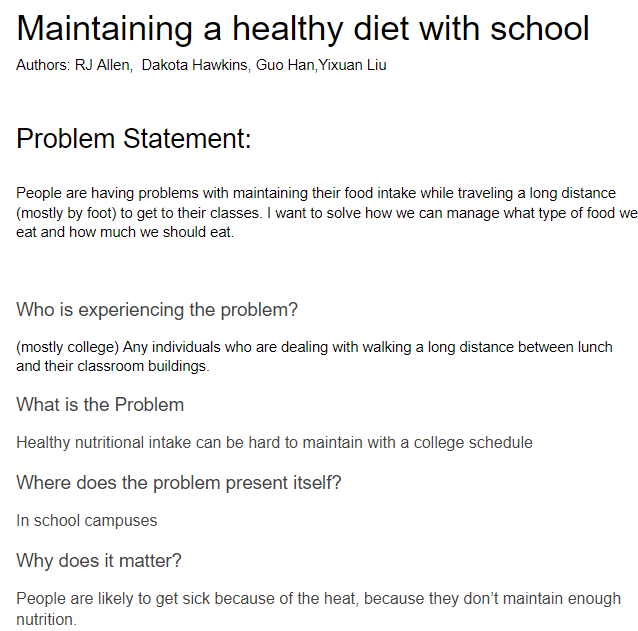 Maintaining a healthy diet with school
Authors: RJ Allen,  Dakota Hawkins, Guo Han,Yixuan Liu
Problem Statement:
People are having problems with maintaining their food intake while traveling a long distance
(mostly by foot) to get to their classes. I want to solve how we can manage what type of food we
eat and how much we should eat.
Who is experiencing the problem?
(mostly college) Any individuals who are dealing with walking a long distance between lunch
and their classroom buildings.
What is the Problem
Healthy nutritional intake can be hard to maintain with a college schedule
Where does the problem present itself?
In school campuses
Why does it matter?
People are likely to get sick because of the heat, because they don’t maintain enough
nutrition.